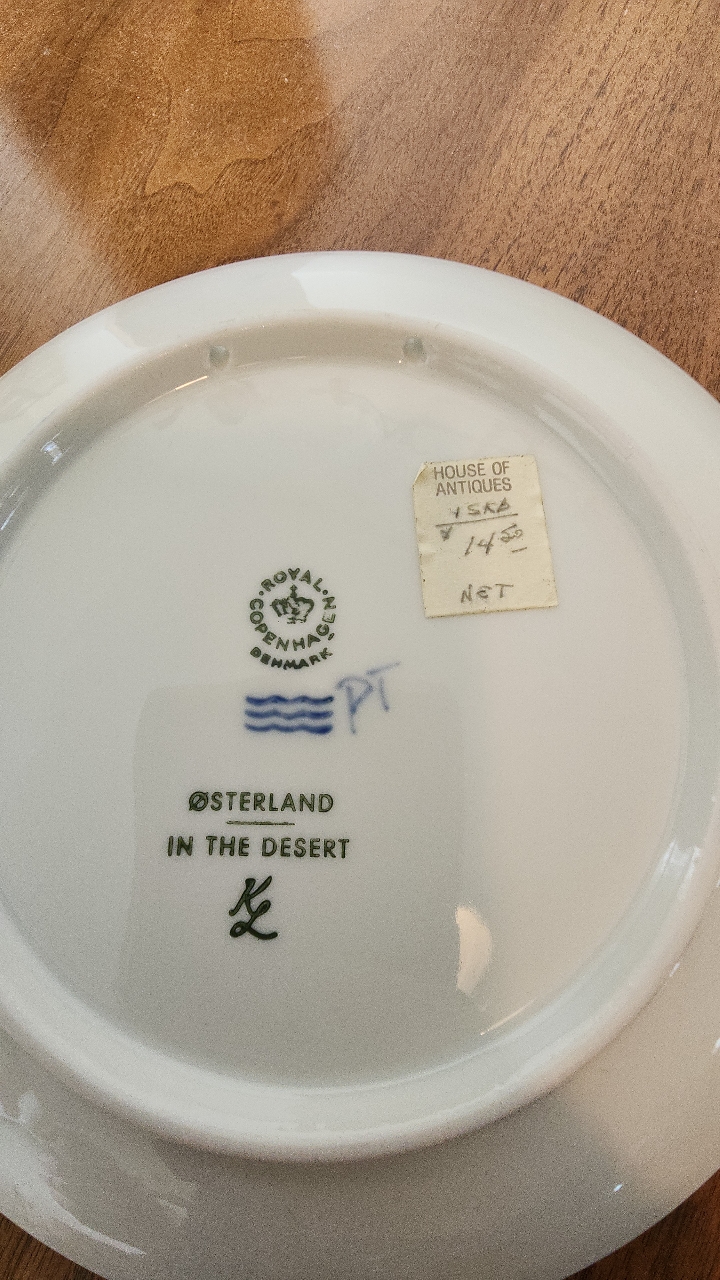 HOUSE OF
ANTIQUES
14 50
NET
ROYAL
COPENHAGEN
DENMARK
PT
ØSTERLAND
IN THE DESERT
KL